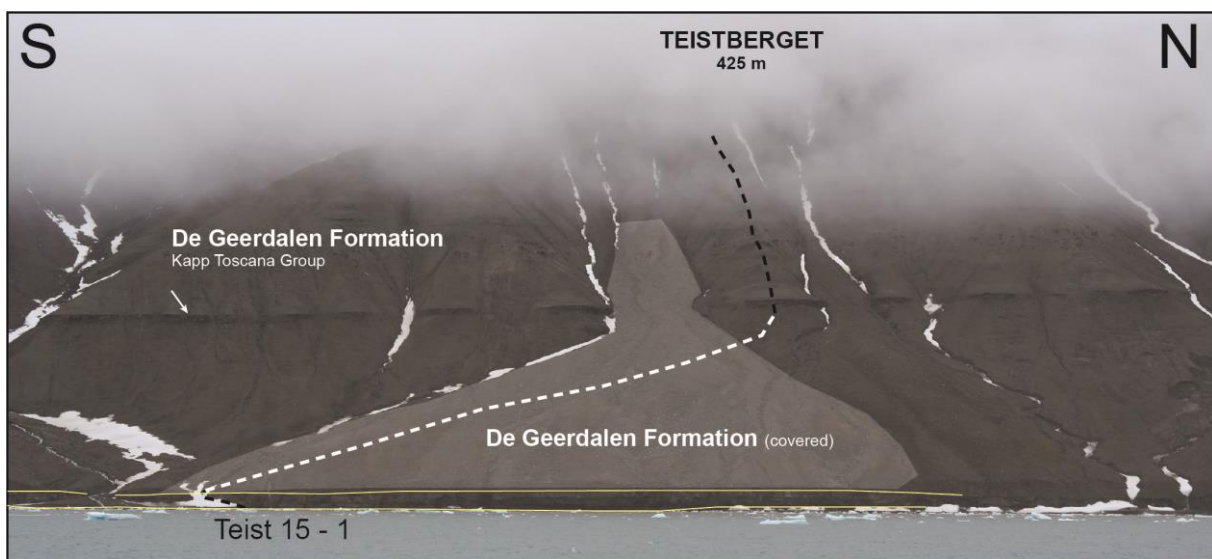 S
TEISTBERGET
425 m
N
De Geerdalen Formation
Kapp Toscana Group
De Geerdalen Formation (covered)
Teist 15 - 1